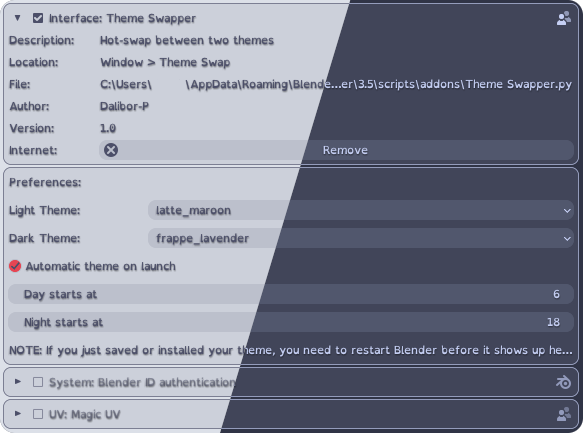 Interface: Theme Swapper
Description: Hot-swap between two themes
Location: Window > Theme Swap
File: C:\Users\ \AppData\Roaming\Blende...er\3.5\scripts\addons\Theme Swapper.py
Author: Dalibor-P
Version: 1.0
Internet: Remove
Preferences:
Light Theme: latte_maroon
Dark Theme: frappe_lavender
Automatic theme on launch
Day starts at 6
Night starts at 18
NOTE: If you just saved or installed your theme, you need to restart Blender before it shows up he...
System: Blender ID authentication
UV: Magic UV